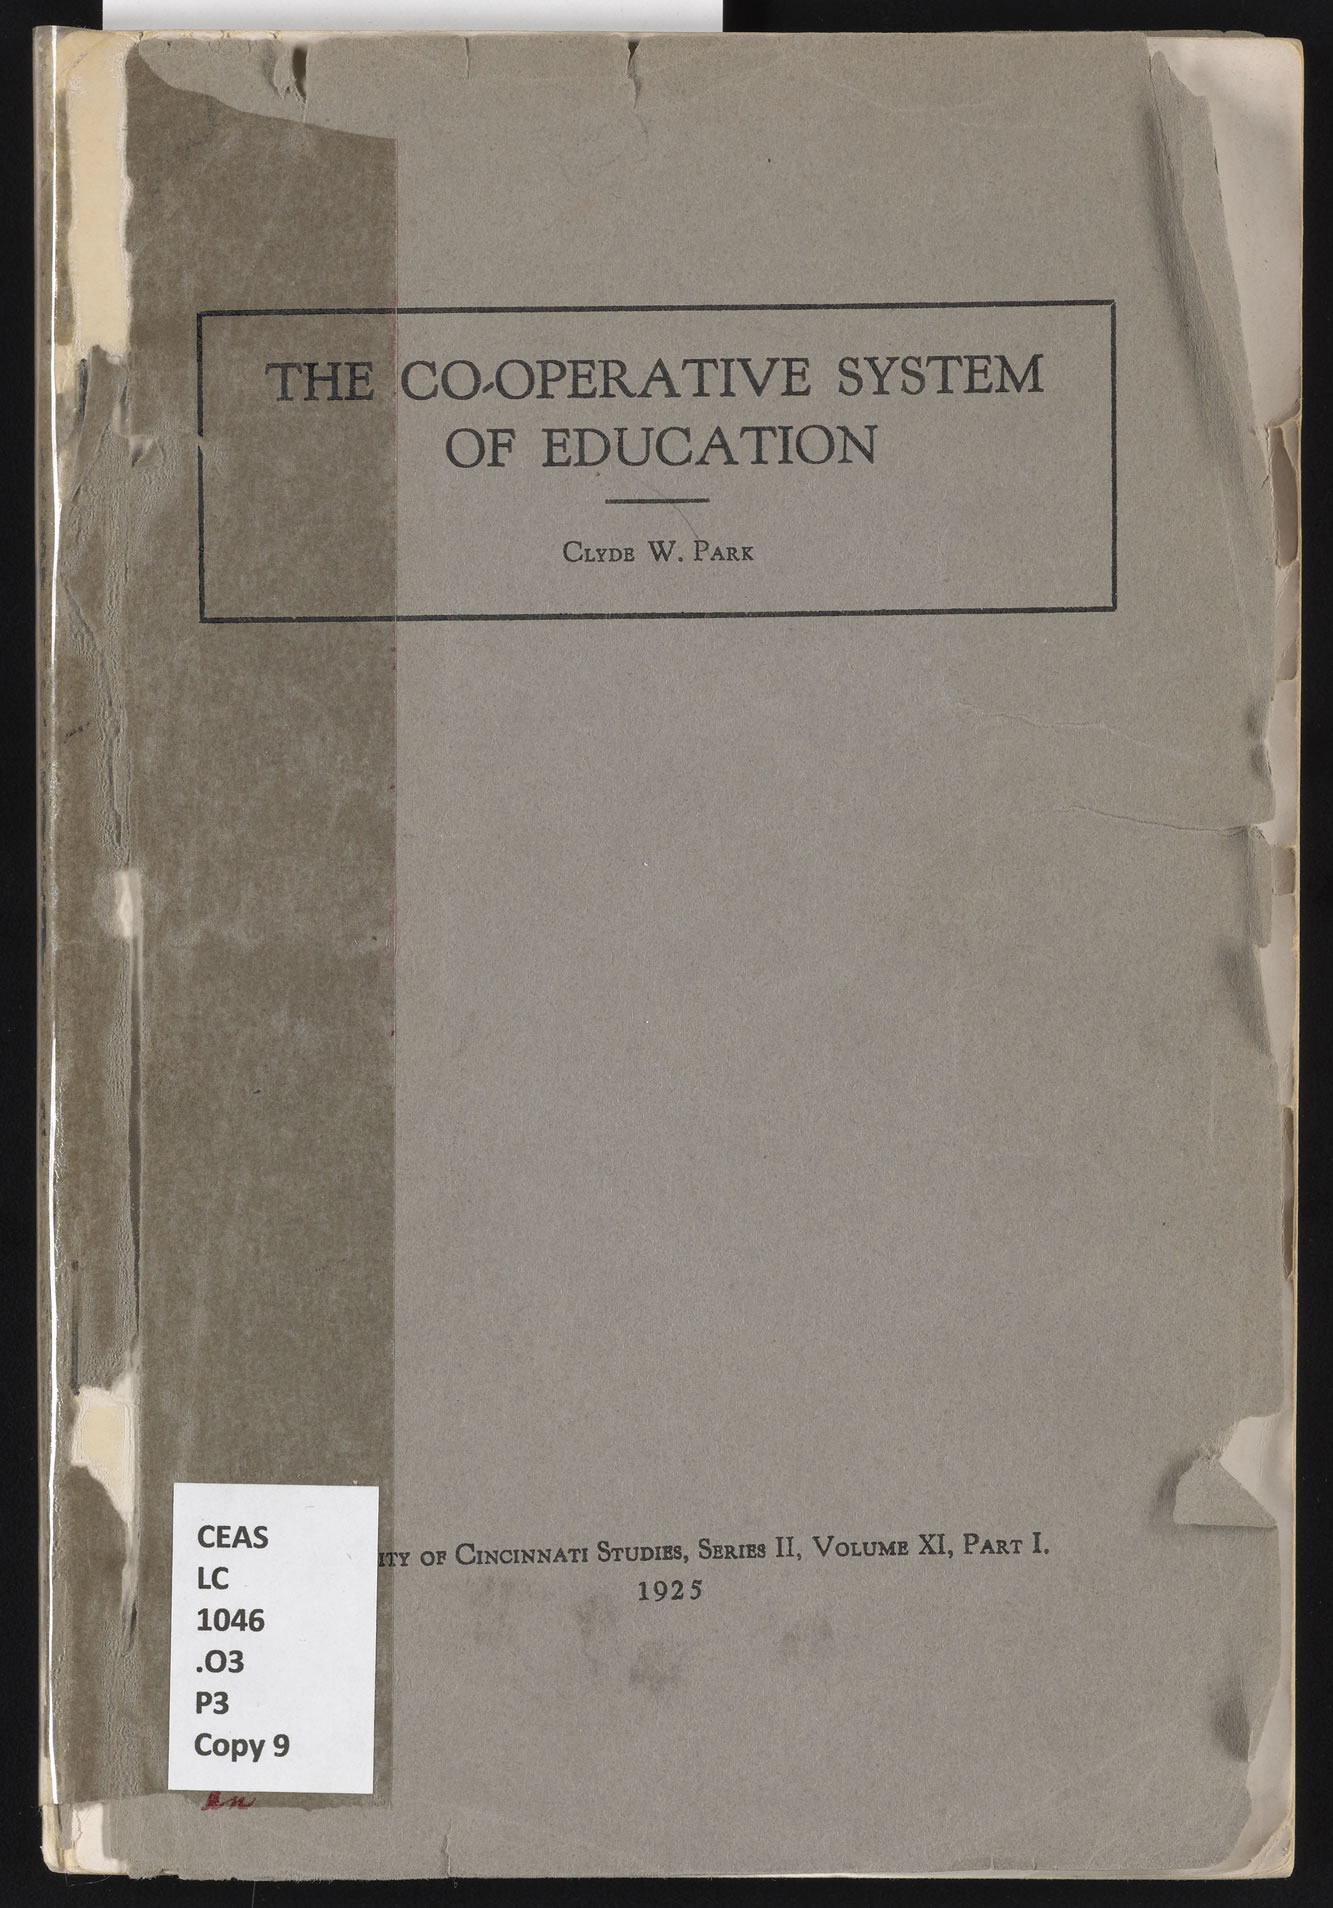 THE CO-OPERATIVE SYSTEM
OF EDUCATION
CLYDE W. PARK
ITY OF CINCINNATI STUDIES, SERIES II, VOLUME XI, PART I.
1925
CEAS
LC
1046
.O3
P3
Copy 9